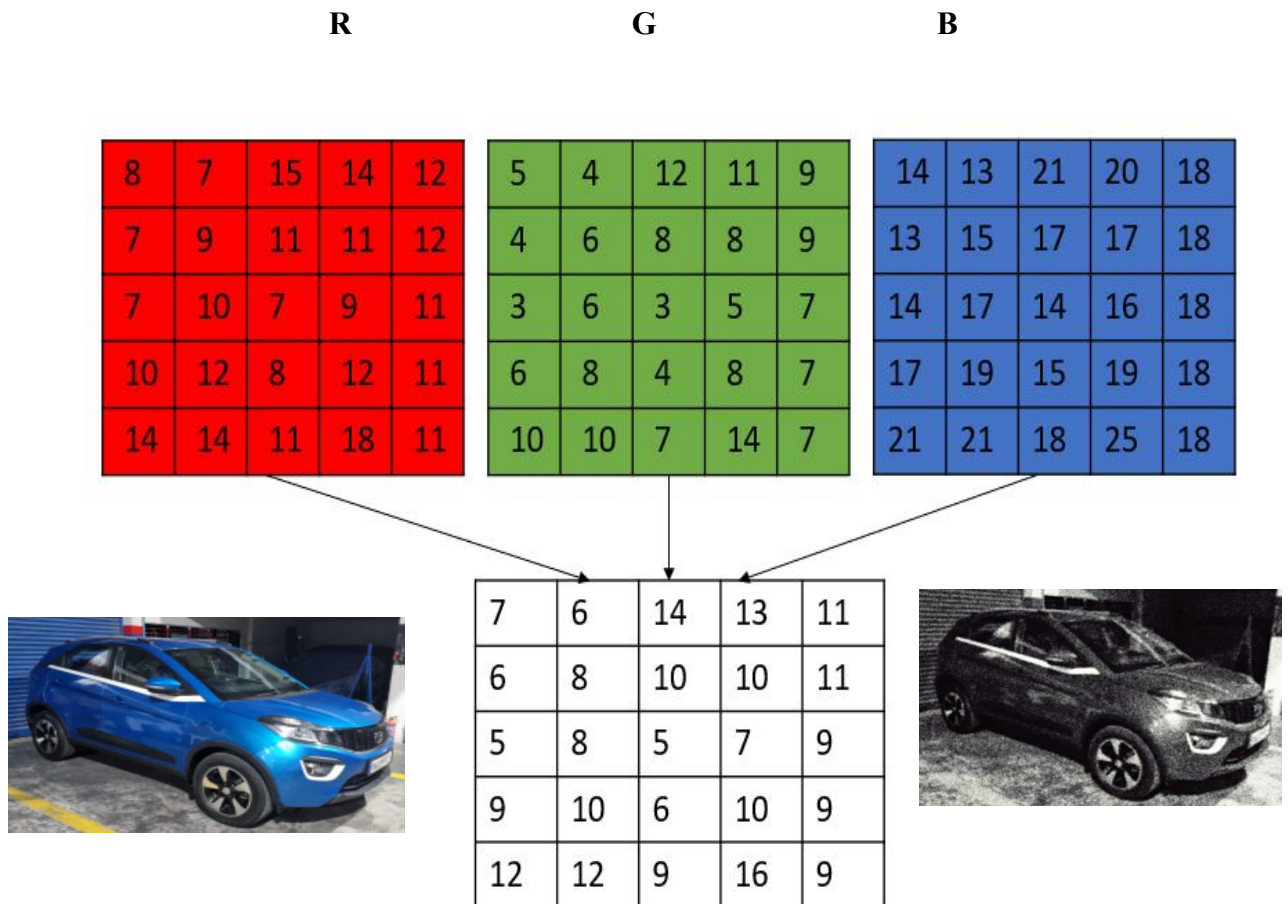 R G B
8 7 15 14 12 5 4 12 11 9 14 13 21 20 18
7 9 11 11 12 4 6 8 8 9 13 15 17 17 18
7 10 7 9 11 3 6 3 5 7 14 17 14 16 18
10 12 8 12 11 6 8 4 8 7 17 19 15 19 18
14 14 11 18 11 10 10 7 14 7 21 21 18 25 18
7 6 14 13 11
6 8 10 10 11
5 8 5 7 9
9 10 6 10 9
12 12 9 16 9